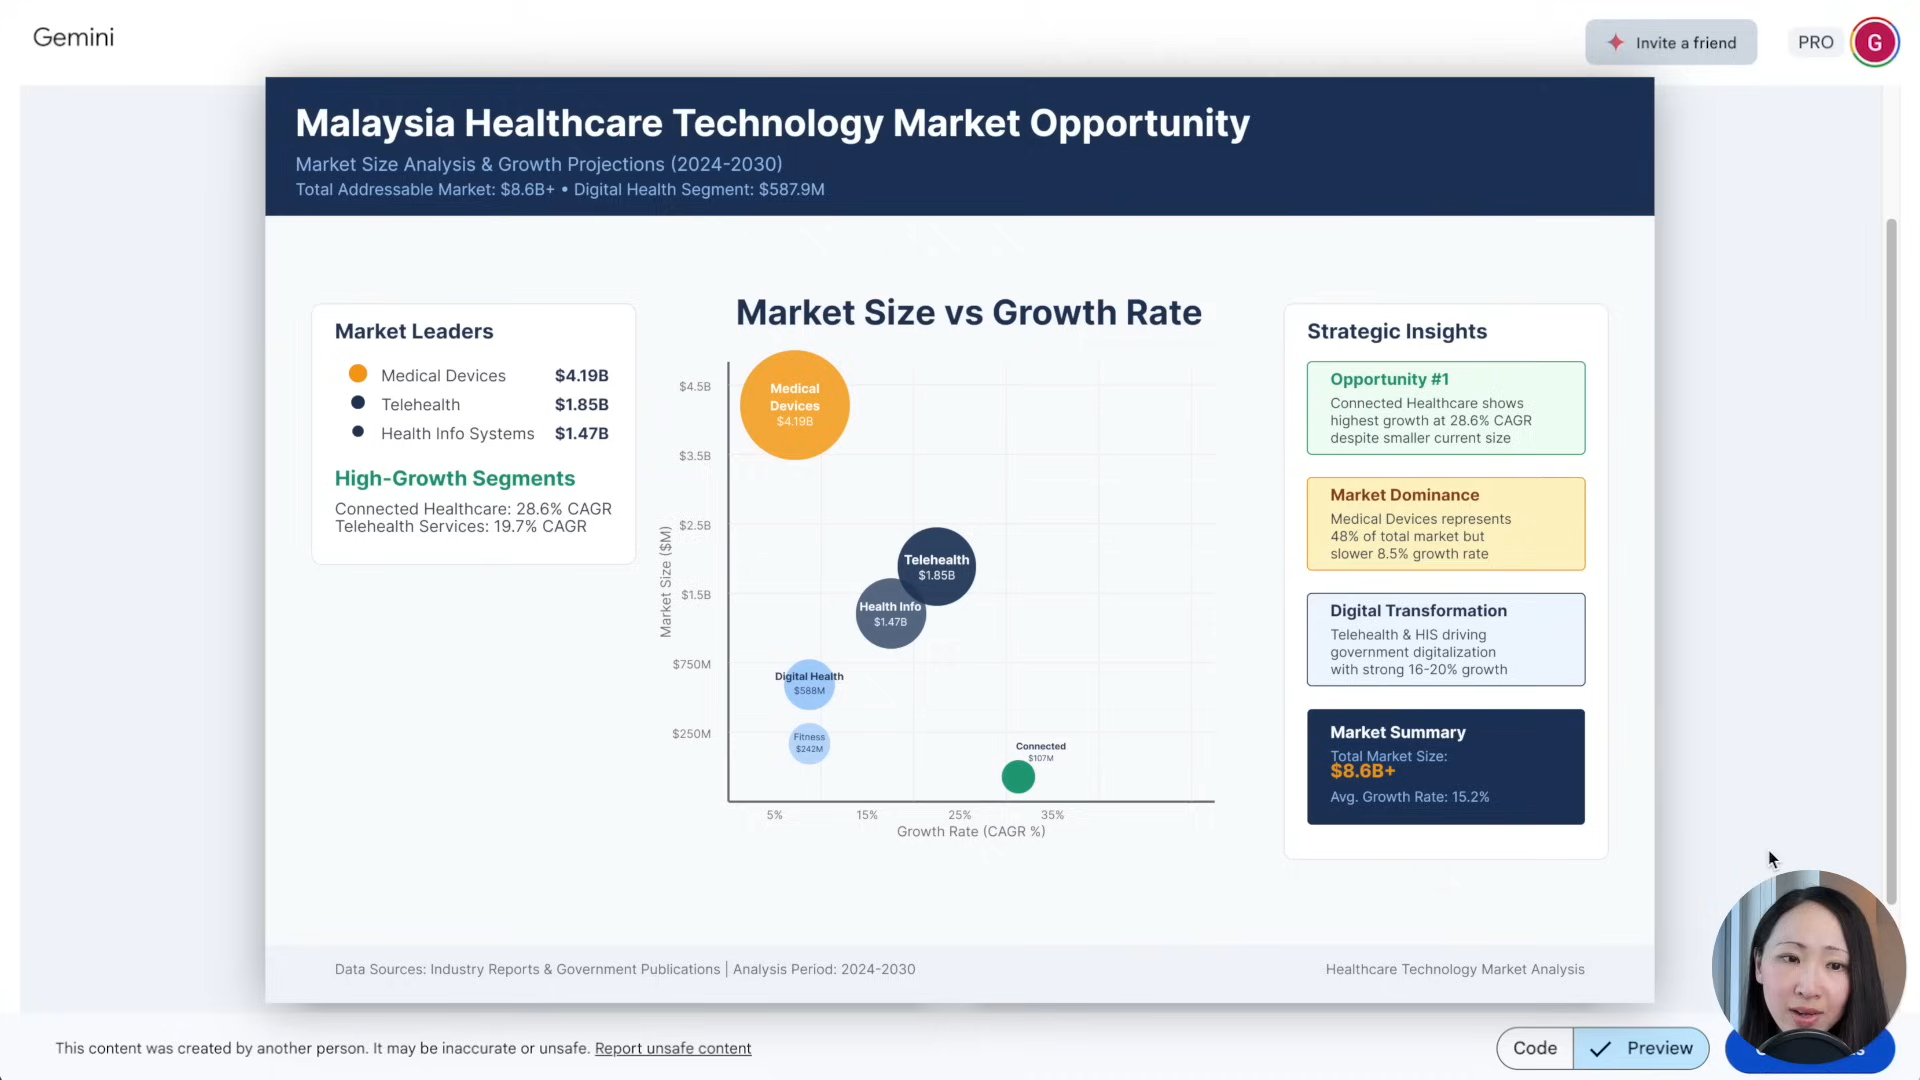 Gemini
Invite a friend
PRO
G
Malaysia Healthcare Technology Market Opportunity
Market Size Analysis & Growth Projections (2024-2030)
Total Addressable Market: $8.6B+ • Digital Health Segment: $587.9M
Market Leaders
Medical Devices $4.19B
Telehealth $1.85B
Health Info Systems $1.47B
High-Growth Segments
Connected Healthcare: 28.6% CAGR
Telehealth Services: 19.7% CAGR
Market Size vs Growth Rate
Market Size ($M)
$4.5B
$3.5B
$2.5B
$1.5B
$750M
$250M
Medical
Devices
$4.19B
Telehealth
$1.85B
Health Info
$1.47B
Digital Health
$588M
Fitness
$242M
Connected
$107M
5% 15% 25% 35%
Growth Rate (CAGR %)
Strategic Insights
Opportunity #1
Connected Healthcare shows
highest growth at 28.6% CAGR
despite smaller current size
Market Dominance
Medical Devices represents
48% of total market but
slower 8.5% growth rate
Digital Transformation
Telehealth & HIS driving
government digitalization
with strong 16-20% growth
Market Summary
Total Market Size:
$8.6B+
Avg. Growth Rate: 15.2%
Data Sources: Industry Reports & Government Publications | Analysis Period: 2024-2030
Healthcare Technology Market Analysis
This content was created by another person. It may be inaccurate or unsafe. Report unsafe content
Code
Preview